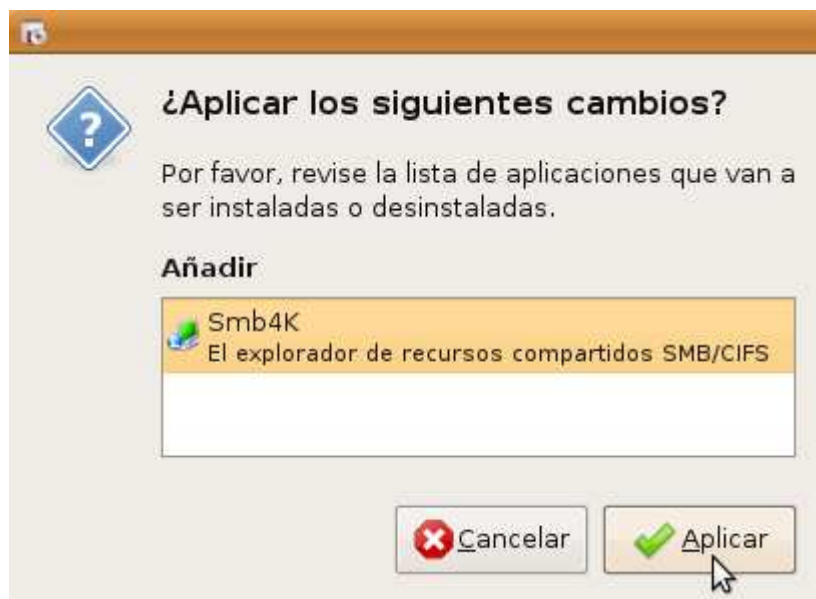 ¿Aplicar los siguientes cambios?
Por favor, revise la lista de aplicaciones que van a
ser instaladas o desinstaladas.
Añadir
Smb4K
El explorador de recursos compartidos SMB/CIFS
Cancelar
Aplicar